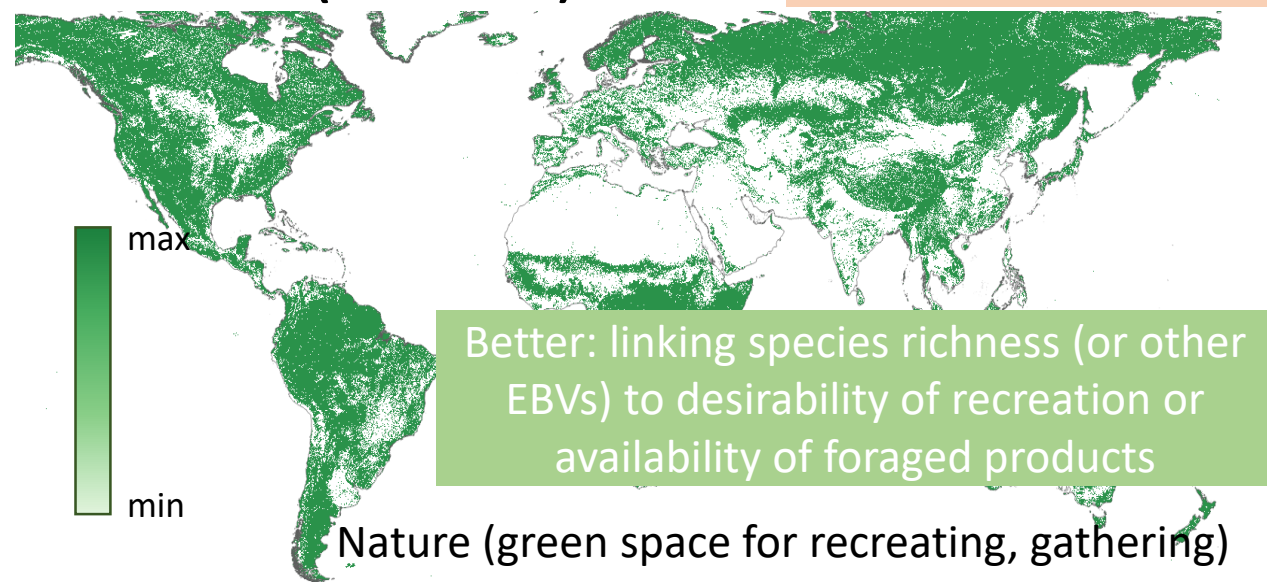 max
Better: linking species richness (or other
EBVs) to desirability of recreation or
availability of foraged products
min
Nature (green space for recreating, gathering)